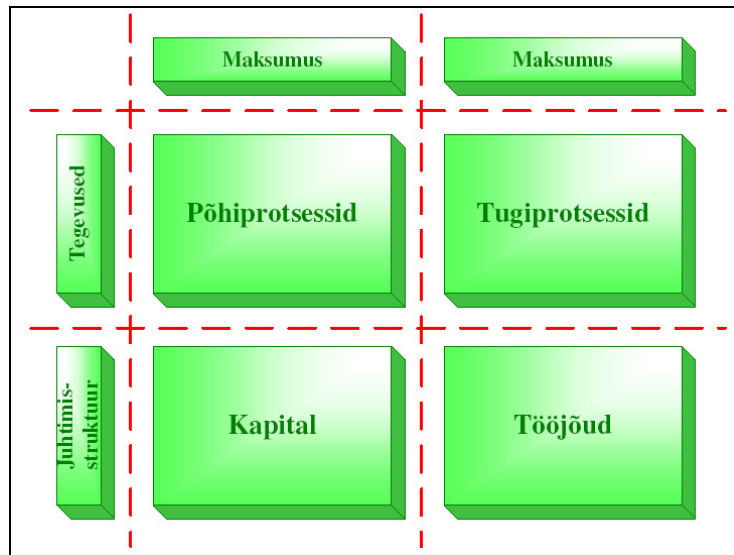 Maksumus
Maksumus
Tegevused
Põhiprotsessid
Tugiprotsessid
Juhtimis-
struktuur
Kapital
Tööjõud